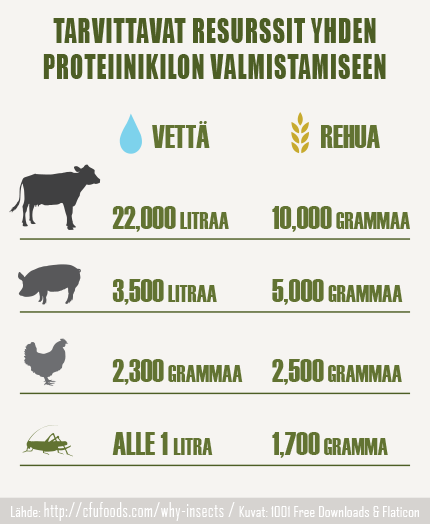 TARVITTAVAT RESURSSIT YHDEN
PROTEIINIKILON VALMISTAMISEEN
VETTÄ REHUA
22,000 LITRAA 10,000 GRAMMAA
3,500 LITRAA 5,000 GRAMMAA
2,300 GRAMMAA 2,500 GRAMMAA
ALLE 1 LITRA 1,700 GRAMMA
Lähde: http://cfufoods.com/why-insects / Kuvat: 1001 Free Downloads & Flaticon